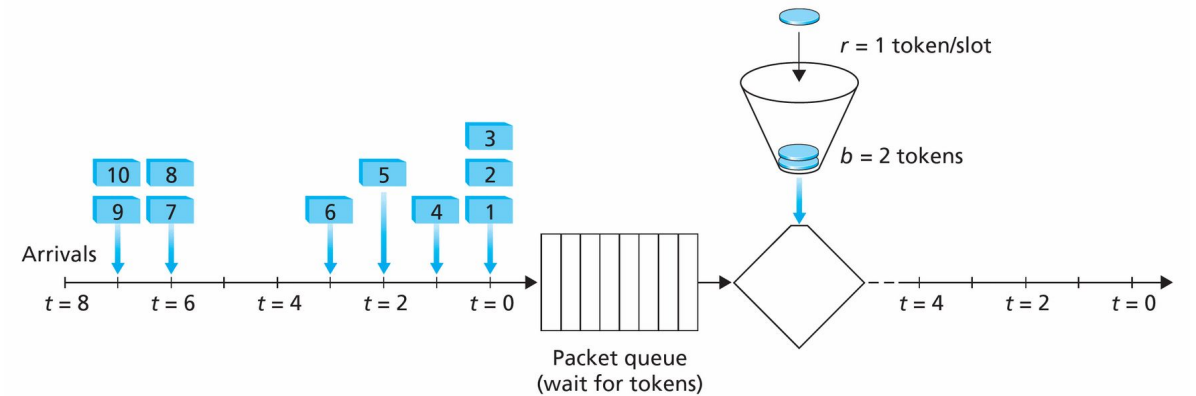 r = 1 token/slot
b = 2 tokens
3
10 8 5 2
9 7 6 4 1
Arrivals
t = 8 t = 6 t = 4 t = 2 t = 0
t = 4 t = 2 t = 0
Packet queue
(wait for tokens)